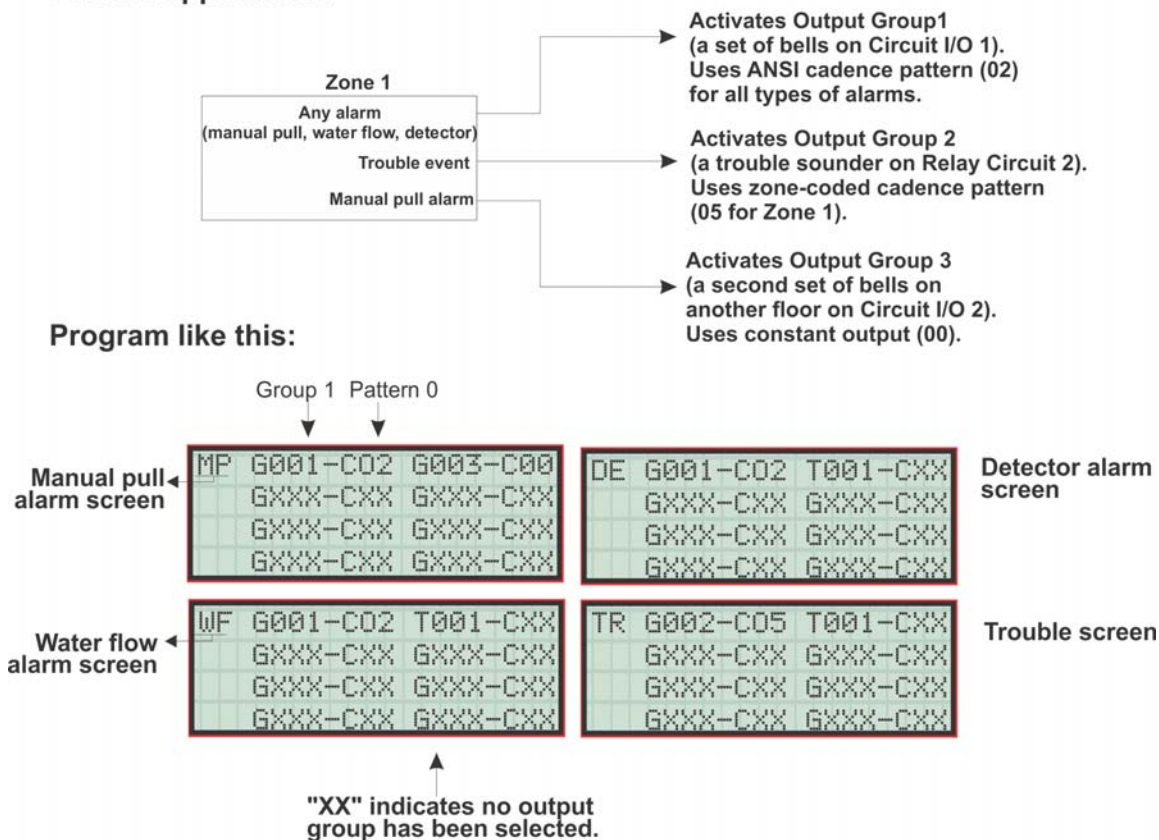 Activates Output Group1
(a set of bells on Circuit I/O 1).
Uses ANSI cadence pattern (02)
for all types of alarms.
Zone 1
Any alarm
(manual pull, water flow, detector)
Trouble event
Manual pull alarm
Activates Output Group 2
(a trouble sounder on Relay Circuit 2).
Uses zone-coded cadence pattern
(05 for Zone 1).
Activates Output Group 3
(a second set of bells on
another floor on Circuit I/O 2).
Uses constant output (00).
Program like this:
Group 1 Pattern 0
Manual pull
alarm screen
MP G001-CO2 G003-C00
GXXX-CXX GXXX-CXX
GXXX-CXX GXXX-CXX
GXXX-CXX GXXX-CXX
DE G001-CO2 T001-CXX
GXXX-CXX GXXX-CXX
GXXX-CXX GXXX-CXX
GXXX-CXX GXXX-CXX
Detector alarm
screen
Water flow
alarm screen
WF G001-CO2 T001-CXX
GXXX-CXX GXXX-CXX
GXXX-CXX GXXX-CXX
GXXX-CXX GXXX-CXX
TR G002-CO5 T001-CXX
GXXX-CXX GXXX-CXX
GXXX-CXX GXXX-CXX
GXXX-CXX GXXX-CXX
Trouble screen
"XX" indicates no output
group has been selected.